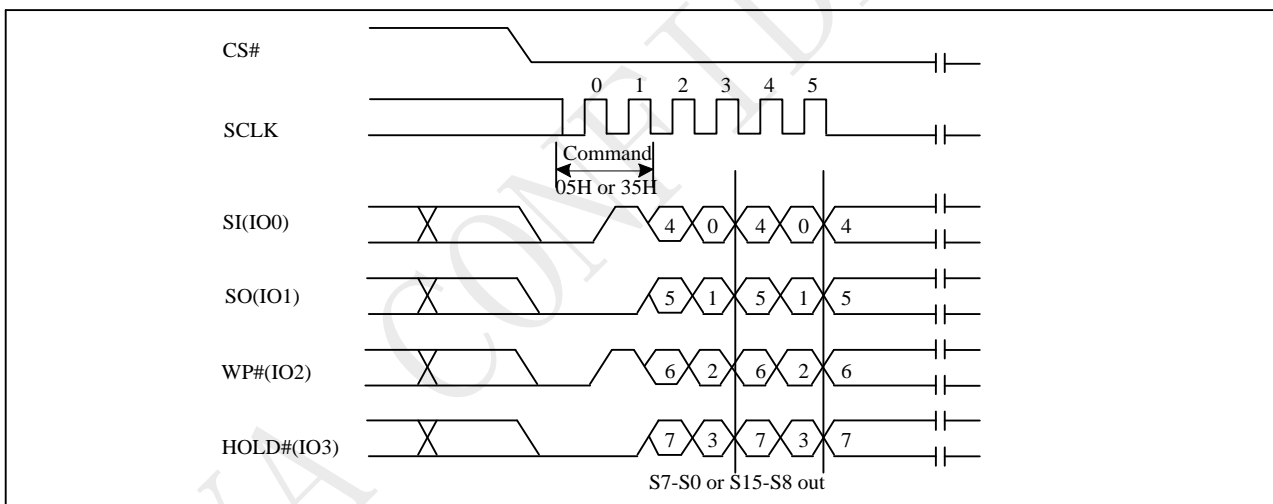 CS#
0 1 2 3 4 5
SCLK
Command
05H or 35H
SI(IO0)
4 0 4 0 4
SO(IO1)
5 1 5 1 5
WP#(IO2)
6 2 6 2 6
HOLD#(IO3)
7 3 7 3 7
S7-S0 or S15-S8 out